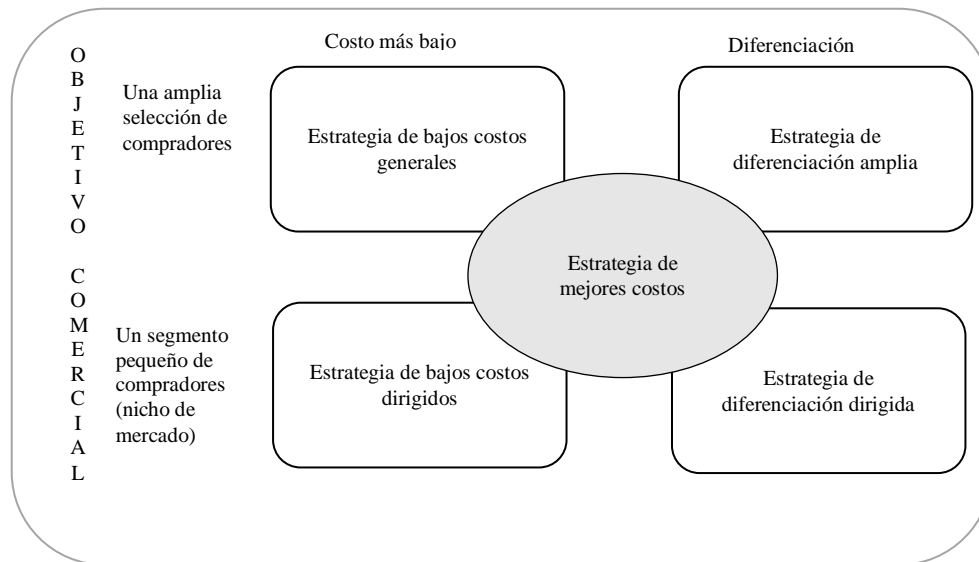 Costo más bajo
Diferenciación
OBJETIVO COMERCIAL
Una amplia
selección de
compradores
Estrategia de bajos costos
generales
Estrategia de
diferenciación amplia
Estrategia de
mejores costos
Un segmento
pequeño de
compradores
(nicho de
mercado)
Estrategia de bajos costos
dirigidos
Estrategia de
diferenciación dirigida